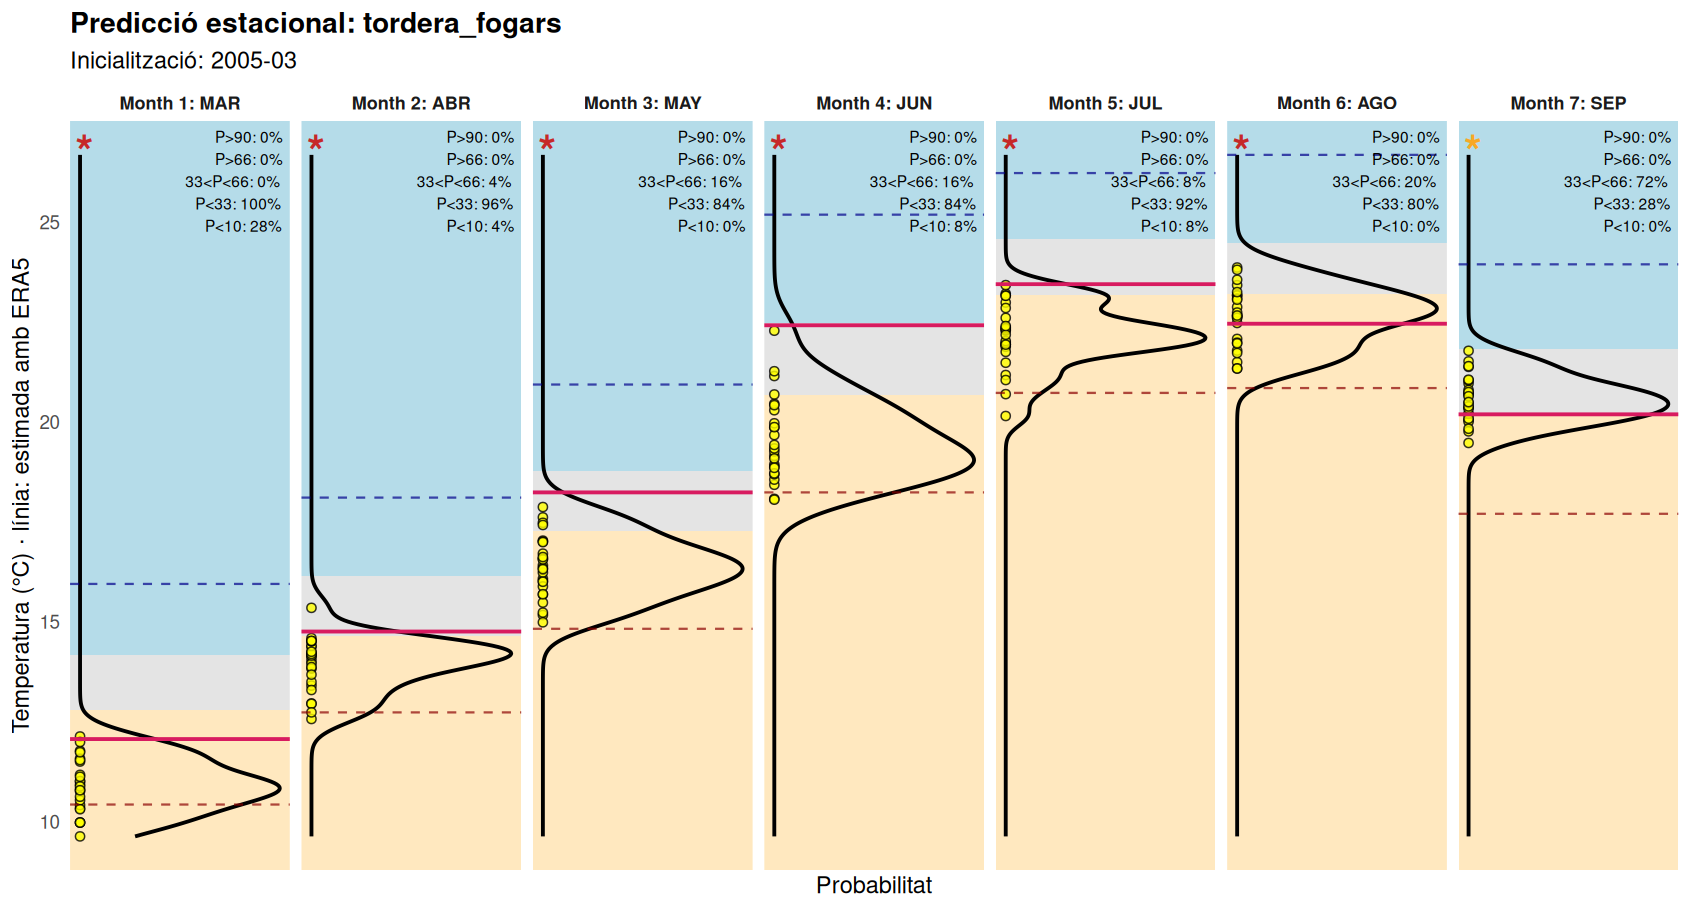 Predicció estacional: tordera_fogars
Inicialització: 2005-03
Month 1: MAR
Month 2: ABR
Month 3: MAY
Month 4: JUN
Month 5: JUL
Month 6: AGO
Month 7: SEP
*
P>90: 0%
P>66: 0%
33<P<66: 0%
P<33: 100%
P<10: 28%
*
P>90: 0%
P>66: 0%
33<P<66: 4%
P<33: 96%
P<10: 4%
*
P>90: 0%
P>66: 0%
33<P<66: 16%
P<33: 84%
P<10: 0%
*
P>90: 0%
P>66: 0%
33<P<66: 16%
P<33: 84%
P<10: 8%
*
P>90: 0%
P>66: 0%
33<P<66: 8%
P<33: 92%
P<10: 8%
*
P>90: 0%
P>66: 0%
33<P<66: 20%
P<33: 80%
P<10: 0%
*
P>90: 0%
P>66: 0%
33<P<66: 72%
P<33: 28%
P<10: 0%
25
20
15
10
Temperatura (°C) · línia: estimada amb ERA5
Probabilitat